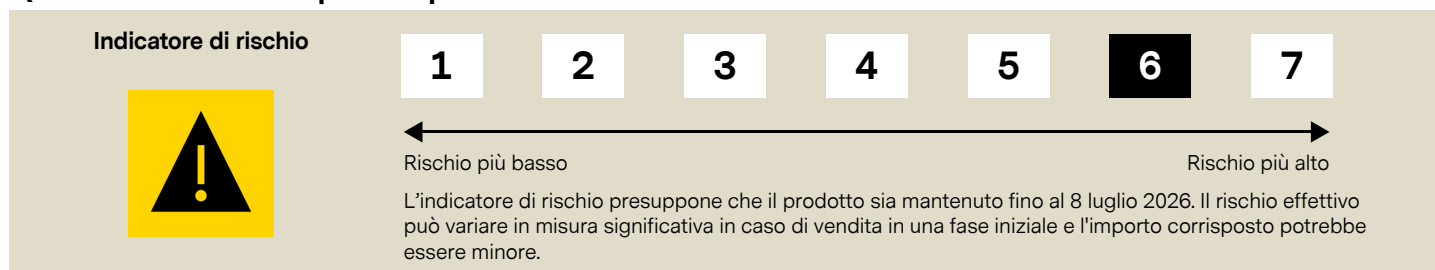 Indicatore di rischio
1 2 3 4 5 6 7
Rischio più basso Rischio più alto
L'indicatore di rischio presuppone che il prodotto sia mantenuto fino al 8 luglio 2026. Il rischio effettivo
può variare in misura significativa in caso di vendita in una fase iniziale e l'importo corrisposto potrebbe
essere minore.